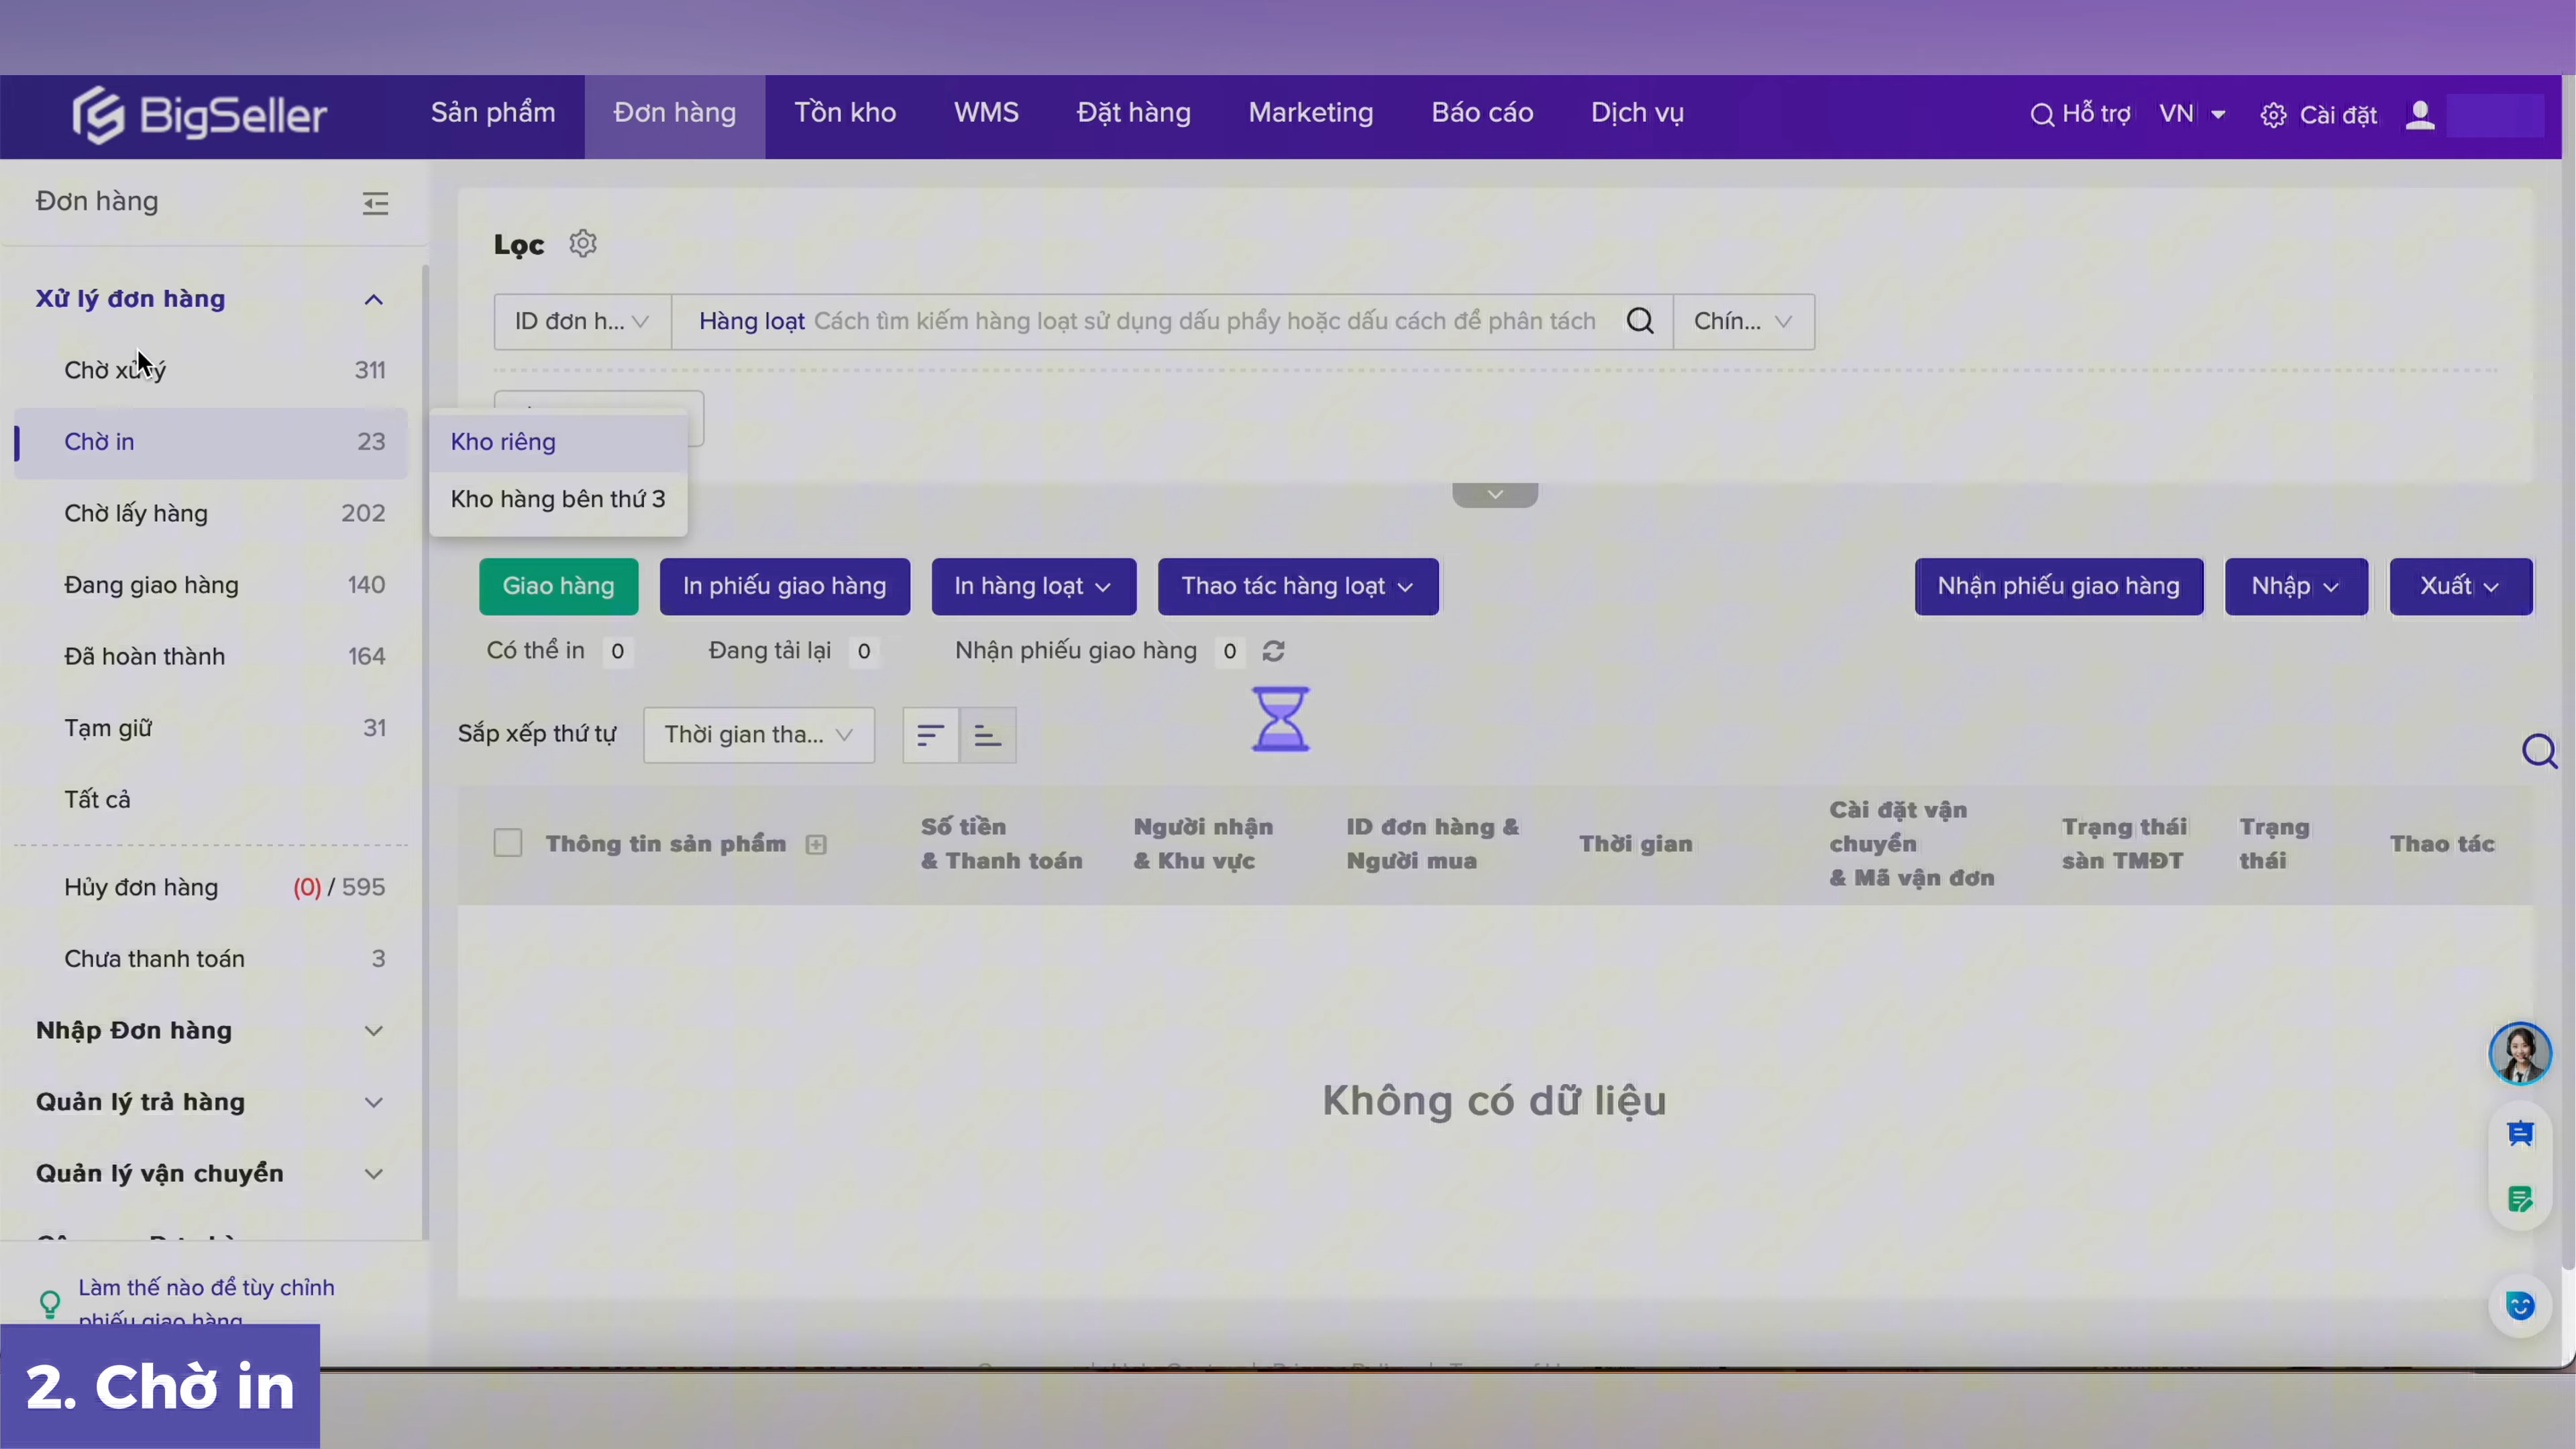 BigSeller
Sản phẩm
Đơn hàng
Tồn kho
WMS
Đặt hàng
Marketing
Báo cáo
Dịch vụ
Hỗ trợ
VN
Cài đặt
Đơn hàng
Xử lý đơn hàng
Chờ xử lý 311
Chờ in 23
Chờ lấy hàng 202
Đang giao hàng 140
Đã hoàn thành 164
Tạm giữ 31
Tất cả
Hủy đơn hàng (0) / 595
Chưa thanh toán 3
Nhập Đơn hàng
Quản lý trả hàng
Quản lý vận chuyển
Làm thế nào để tùy chỉnh
phiếu giao hàng
Kho riêng
Kho hàng bên thứ 3
Lọc
ID đơn h...
Hàng loạt Cách tìm kiếm hàng loạt sử dụng dấu phẩy hoặc dấu cách để phân tách
Chín...
Giao hàng
In phiếu giao hàng
In hàng loạt
Thao tác hàng loạt
Nhận phiếu giao hàng
Nhập
Xuất
Có thể in 0
Đang tải lại 0
Nhận phiếu giao hàng 0
Sắp xếp thứ tự
Thời gian tha...
Thông tin sản phẩm
Số tiền
& Thanh toán
Người nhận
& Khu vực
ID đơn hàng &
Người mua
Thời gian
Cài đặt vận
chuyển
& Mã vận đơn
Trạng thái
sàn TMĐT
Trạng
thái
Thao tác
Không có dữ liệu
2. Chờ in